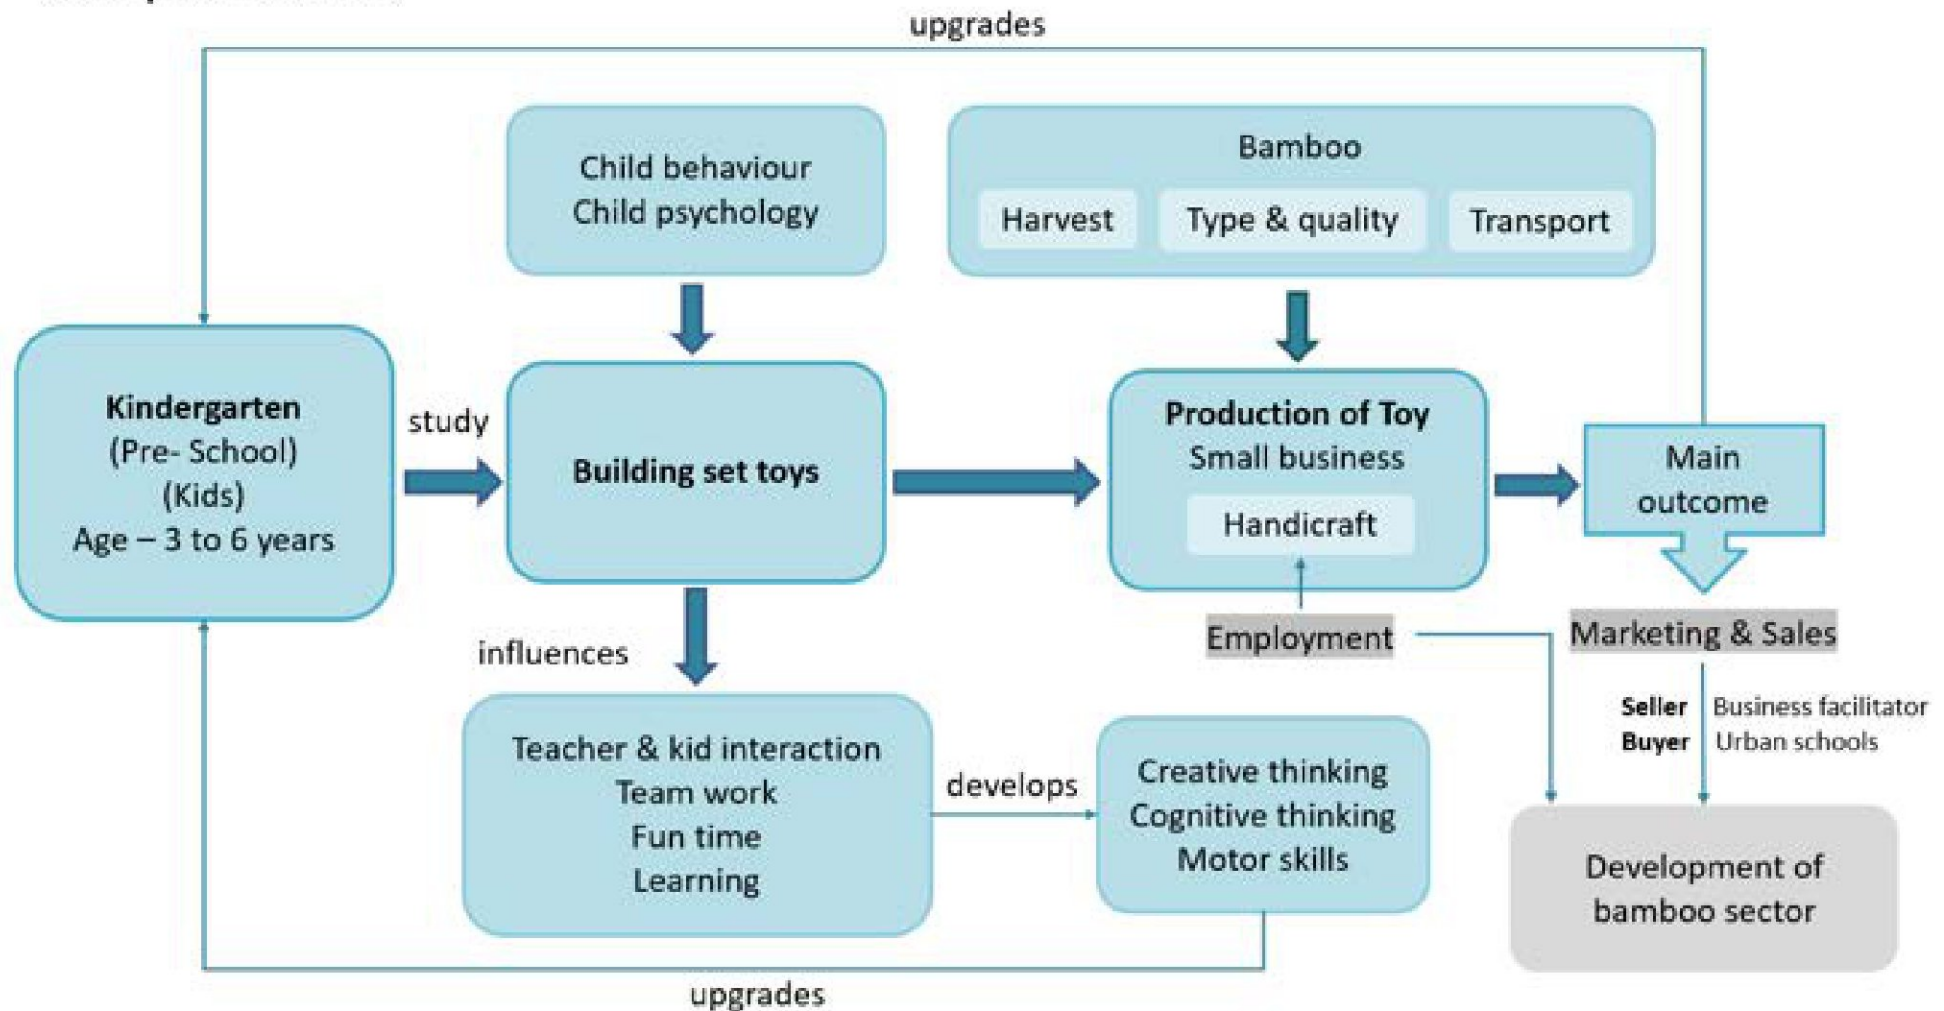 upgrades
Child behaviour
Child psychology
Bamboo
Harvest
Type & quality
Transport
Kindergarten
(Pre- School)
(Kids)
Age – 3 to 6 years
study
Building set toys
Production of Toy
Small business
Handicraft
Main
outcome
influences
Employment
Marketing & Sales
Seller Business facilitator
Buyer Urban schools
Teacher & kid interaction
Team work
Fun time
Learning
develops
Creative thinking
Cognitive thinking
Motor skills
Development of
bamboo sector
upgrades